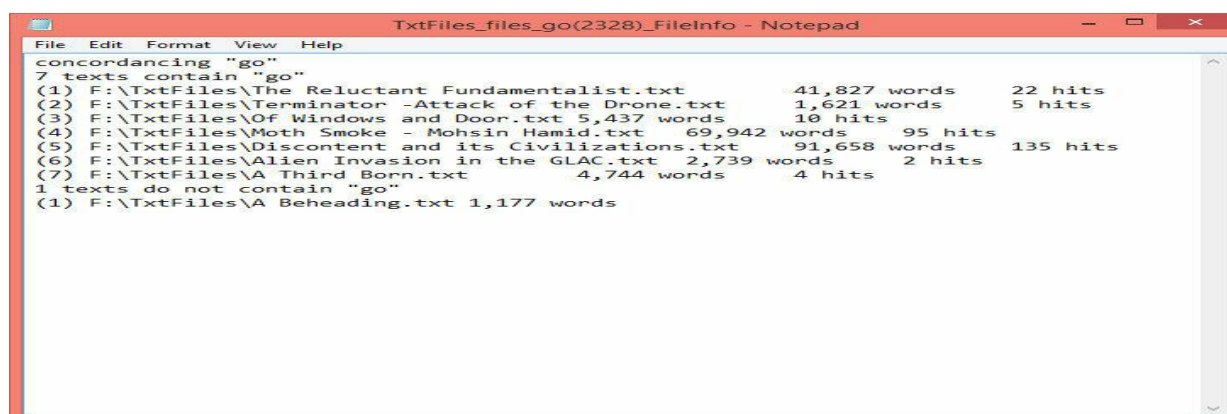 TxtFiles_files_go(2328)_FileInfo - Notepad
File Edit Format View Help
concordancing "go"
7 texts contain "go"
(1) F:\TxtFiles\The Reluctant Fundamentalist.txt 41,827 words 22 hits
(2) F:\TxtFiles\Terminator -Attack of the Drone.txt 1,621 words 5 hits
(3) F:\TxtFiles\Of Windows and Door.txt 5,437 words 10 hits
(4) F:\TxtFiles\Moth Smoke - Mohsin Hamid.txt 69,942 words 95 hits
(5) F:\TxtFiles\Discontent and its Civilizations.txt 91,658 words 135 hits
(6) F:\TxtFiles\Alien Invasion in the GLAC.txt 2,739 words 2 hits
(7) F:\TxtFiles\A Third Born.txt 4,744 words 4 hits
1 texts do not contain "go"
(1) F:\TxtFiles\A Beheading.txt 1,177 words